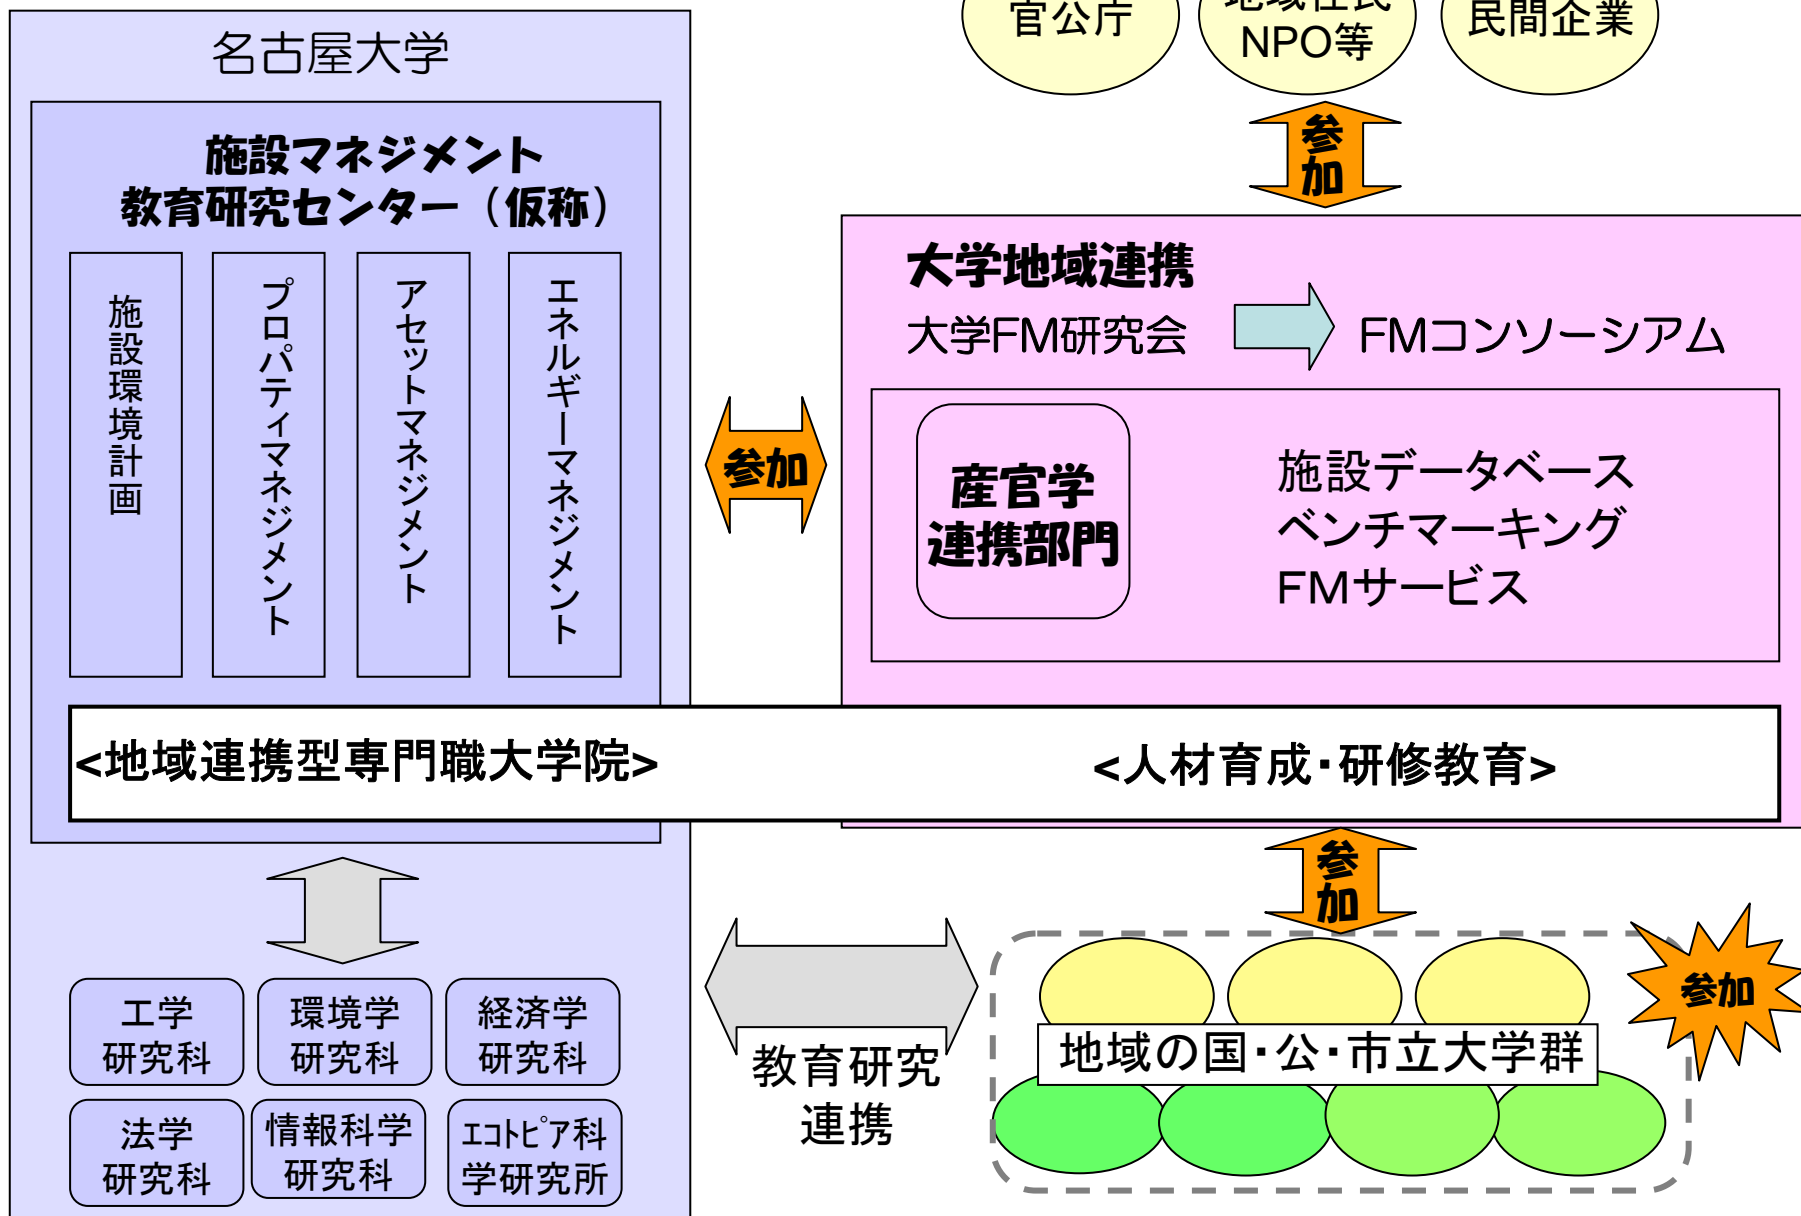 名古屋大学
施設マネジメント
教育研究センター（仮称）
施設環境計画
プロパティマネジメント
アセットマネジメント
エネルギーマネジメント
官公庁
地域住民
NPO等
民間企業
参加
大学地域連携
大学FM研究会
FMコンソーシアム
参加
産官学
連携部門
施設データベース
ベンチマーキング
FMサービス
<地域連携型専門職大学院>
<人材育成・研修教育>
参加
工学
研究科
環境学
研究科
経済学
研究科
法学
研究科
情報科学
研究科
ｴｺﾄﾋﾟｱ科
学研究所
教育研究
連携
地域の国・公・市立大学群
参加